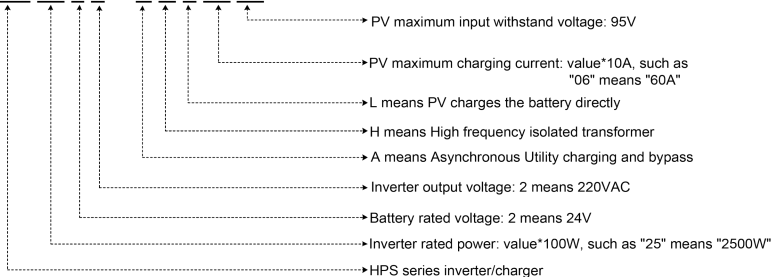 PV maximum input withstand voltage: 95V
PV maximum charging current: value*10A, such as
"06" means "60A"
L means PV charges the battery directly
H means High frequency isolated transformer
A means Asynchronous Utility charging and bypass
Inverter output voltage: 2 means 220VAC
Battery rated voltage: 2 means 24V
Inverter rated power: value*100W, such as "25" means "2500W"
HPS series inverter/charger